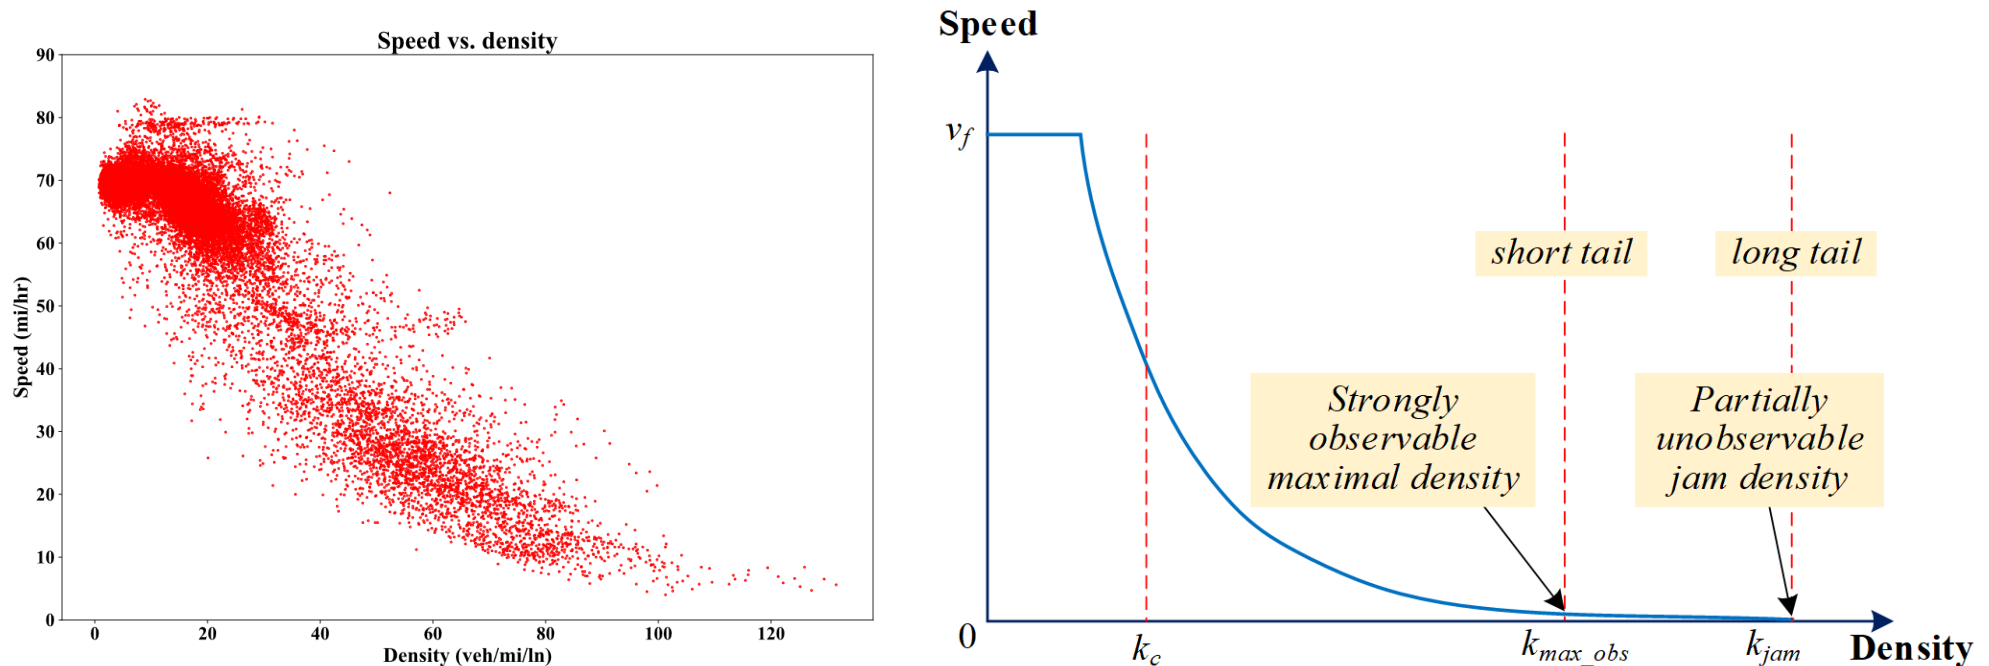 Speed vs. density
90
80
70
60
50
40
30
20
10
0
Speed (mi/hr)
0 20 40 60 80 100 120
Density (veh/mi/ln)
Speed
v_f
short tail
long tail
Strongly
observable
maximal density
Partially
unobservable
jam density
0
k_c
k_max_obs
k_jam
Density